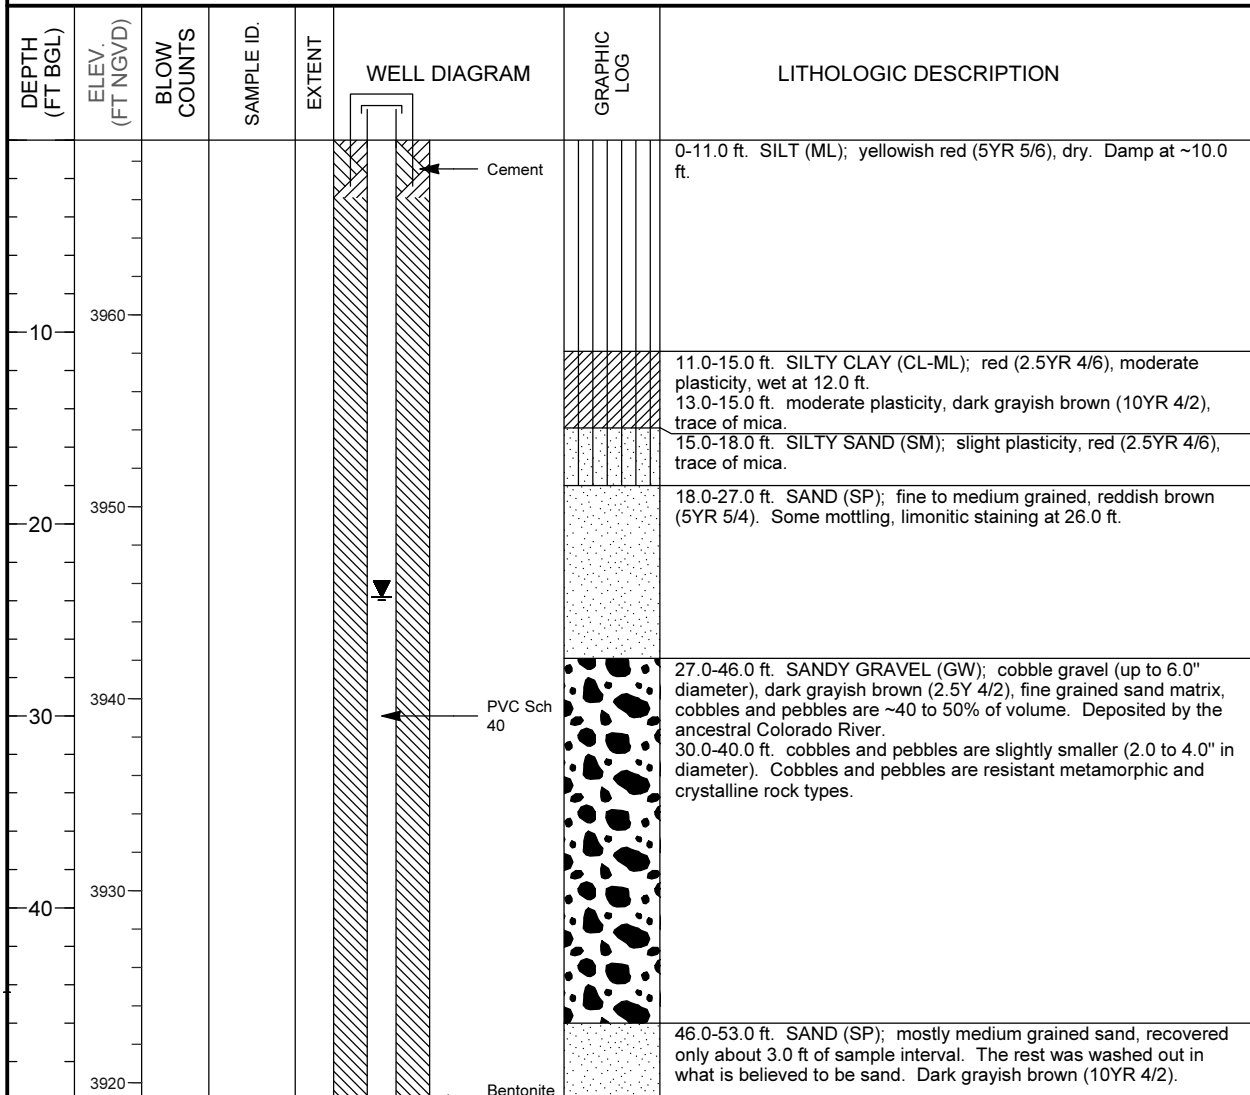 DEPTH
(FT BGL)
ELEV.
(FT NGVD)
BLOW
COUNTS
SAMPLE ID.
EXTENT
WELL DIAGRAM
GRAPHIC
LOG
LITHOLOGIC DESCRIPTION
Cement
0-11.0 ft. SILT (ML); yellowish red (5YR 5/6), dry. Damp at ~10.0
ft.
3960
10
11.0-15.0 ft. SILTY CLAY (CL-ML); red (2.5YR 4/6), moderate
plasticity, wet at 12.0 ft.
13.0-15.0 ft. moderate plasticity, dark grayish brown (10YR 4/2),
trace of mica.
15.0-18.0 ft. SILTY SAND (SM); slight plasticity, red (2.5YR 4/6),
trace of mica.
3950
20
18.0-27.0 ft. SAND (SP); fine to medium grained, reddish brown
(5YR 5/4). Some mottling, limonitic staining at 26.0 ft.
27.0-46.0 ft. SANDY GRAVEL (GW); cobble gravel (up to 6.0"
diameter), dark grayish brown (2.5Y 4/2), fine grained sand matrix,
cobbles and pebbles are ~40 to 50% of volume. Deposited by the
ancestral Colorado River.
30.0-40.0 ft. cobbles and pebbles are slightly smaller (2.0 to 4.0" in
diameter). Cobbles and pebbles are resistant metamorphic and
crystalline rock types.
3940
30
PVC Sch
40
3930
40
46.0-53.0 ft. SAND (SP); mostly medium grained sand, recovered
only about 3.0 ft of sample interval. The rest was washed out in
what is believed to be sand. Dark grayish brown (10YR 4/2).
3920
Bentonite